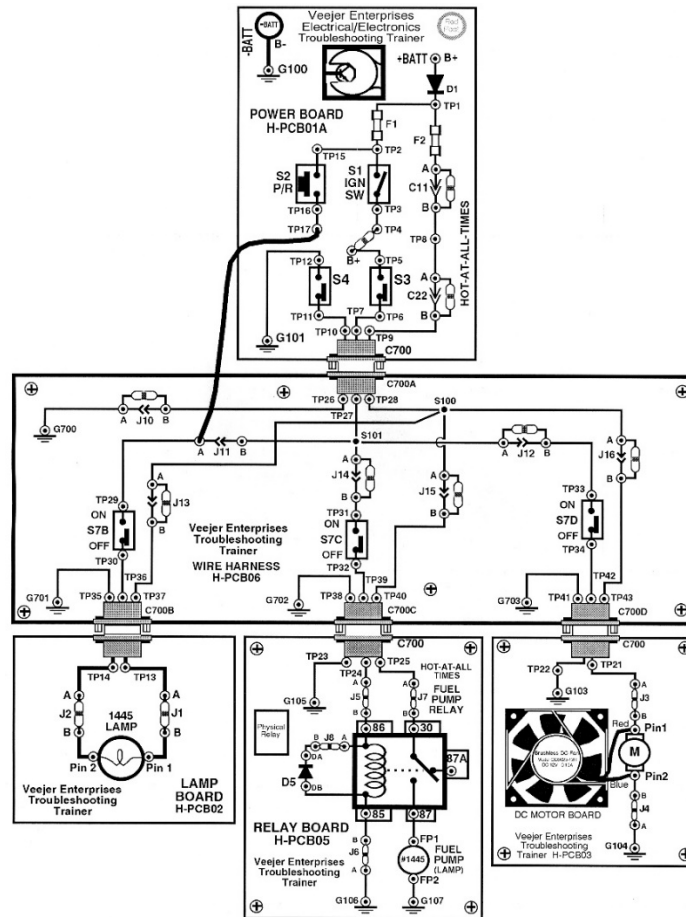 Veejer Enterprises
Electrical/Electronics
Troubleshooting Trainer
-BATT
-BATT
B-
G100
+BATT
B+
D1
TP1
POWER BOARD
H-PCB01A
F1
F2
TP15
TP2
S2
P/R
S1
IGN
SW
A
C11
B
TP16
TP3
TP17
TP4
B+
TP8
HOT-AT-ALL-TIMES
TP12
S4
TP5
S3
A
C22
B
TP11
TP7
TP6
TP10
TP9
G101
C700
C700A
TP26
TP28
TP27
S100
A
B
J10
G700
A
B
J11
S101
A
B
J12
A
J16
B
A
J13
B
A
J14
B
A
J15
B
TP29
ON
S7B
OFF
TP30
TP31
ON
S7C
OFF
TP32
TP33
ON
S7D
OFF
TP34
Veejer Enterprises
Troubleshooting
Trainer
WIRE HARNESS
H-PCB06
TP36
TP39
TP42
G701
TP35
TP37
G702
TP38
TP40
G703
TP41
TP43
C700B
C700C
C700D
TP14
TP13
A
J2
B
A
J1
B
1445
LAMP
Pin 2
Pin 1
Veejer Enterprises
Troubleshooting
Trainer
LAMP
BOARD
H-PCB02
C700
TP23
TP24
TP25
HOT-AT-ALL
TIMES
G105
A
J5
B
A
J7
B
FUEL
PUMP
RELAY
Physical
Relay
B
J8
A
86
30
87A
DA
D5
DB
85
87
RELAY BOARD
H-PCB05
Veejer Enterprises
Troubleshooting
Trainer
B
J6
A
FP1
#1445
FP2
FUEL
PUMP
(LAMP)
G106
G107
C700
TP22
TP21
G103
A
J3
B
Red
Pin1
M
Pin2
Blue
Brushless DC Fan
B
J4
A
DC MOTOR BOARD
Veejer Enterprises
Troubleshooting
Trainer H-PCB03
G104